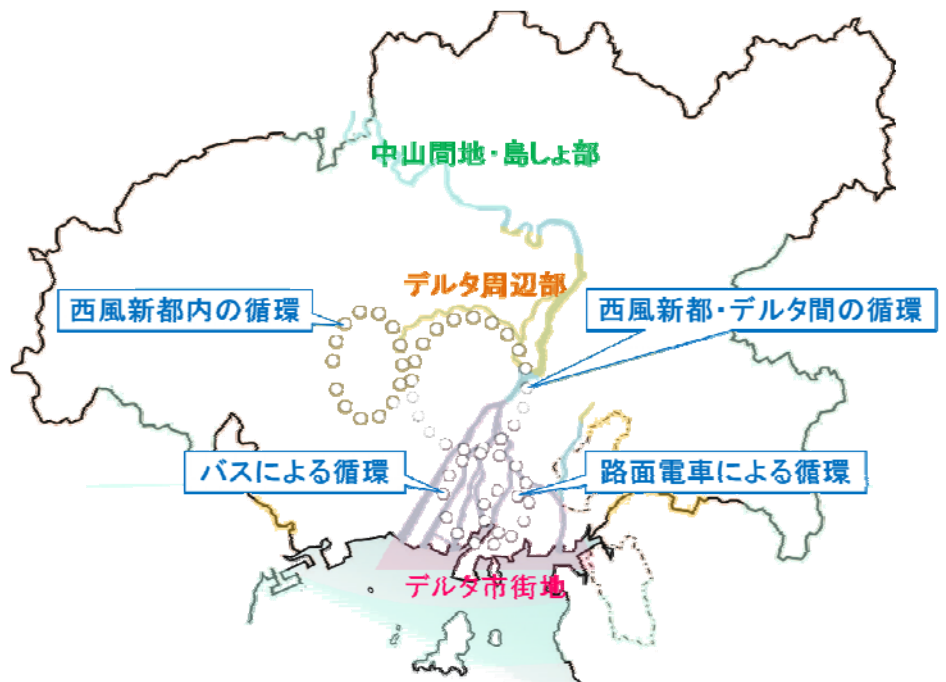 中山間地・島しょ部
デルタ周辺部
西風新都内の循環
西風新都・デルタ間の循環
バスによる循環
路面電車による循環
デルタ市街地